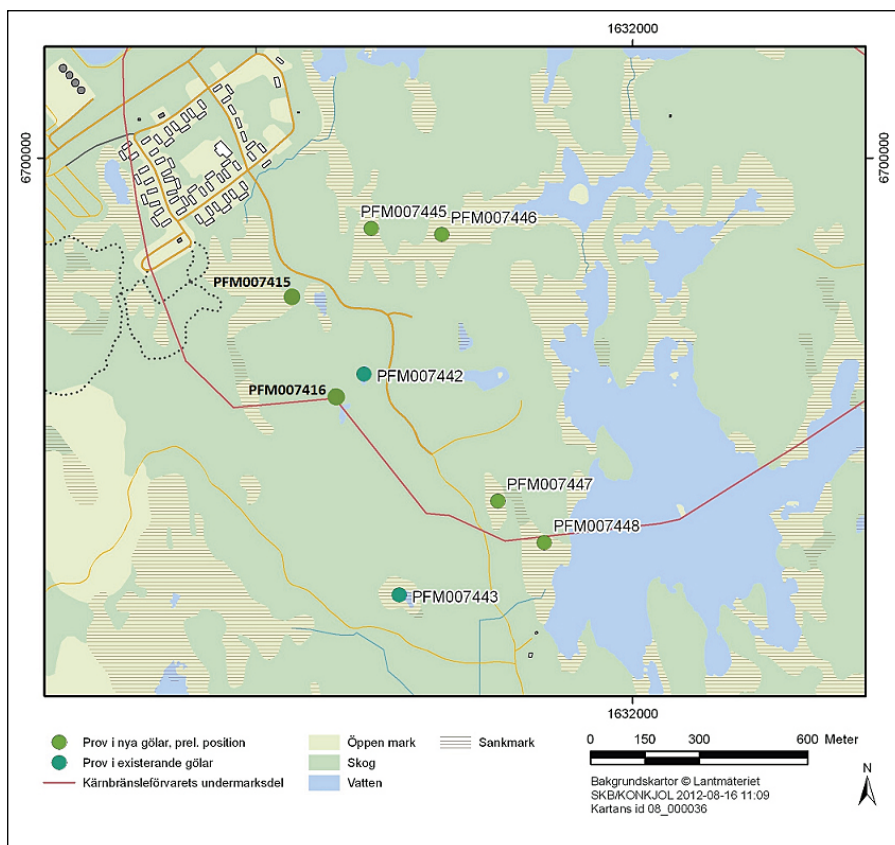 1632000
6700000
6700000
PFM007445
PFM007446
PFM007415
PFM007442
PFM007416
PFM007447
PFM007448
PFM007443
1632000
Prov i nya gölar, prel. position
Prov i existerande gölar
Kärnbränsleförvarets undermarksdel
Öppen mark
Skog
Vatten
Sankmark
0 150 300 600 Meter
Bakgrundskartor © Lantmäteriet
SKB/KONKJOL 2012-08-16 11:09
Kartans id 08_000036
N